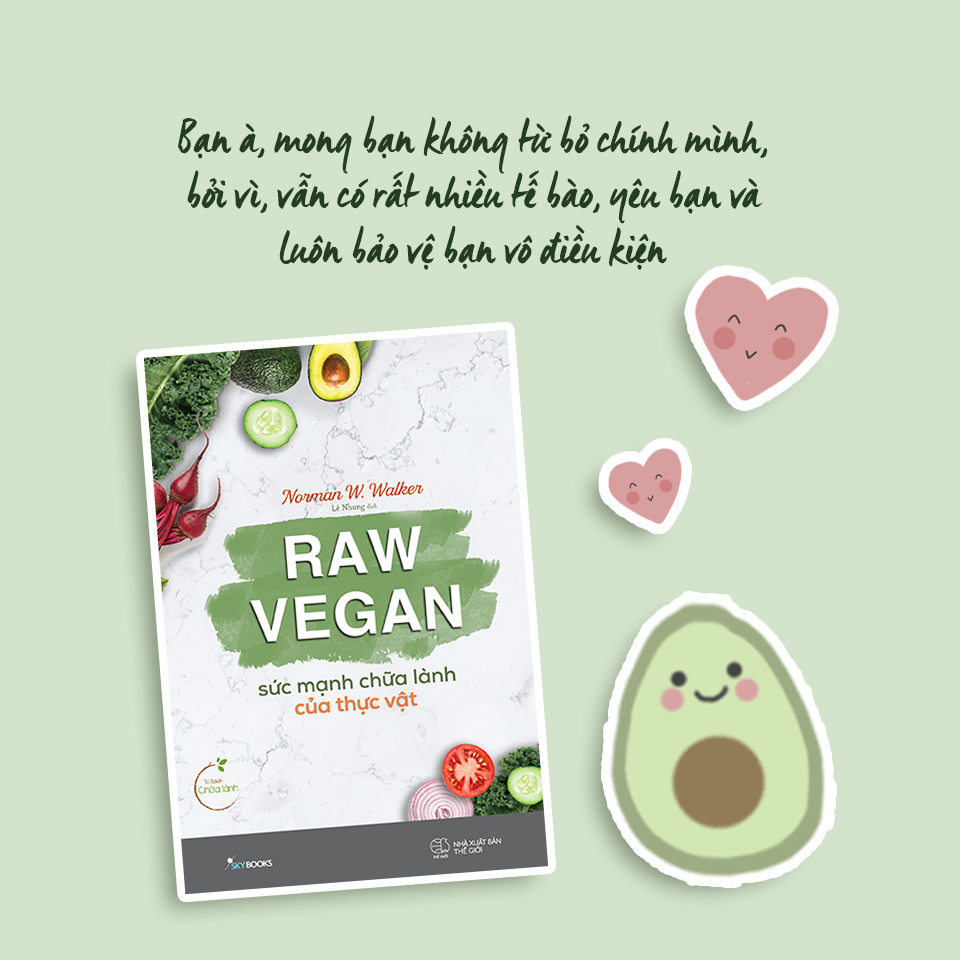 Bạn à, mong bạn không từ bỏ chính mình,
bởi vì, vẫn có rất nhiều tế bào, yêu bạn và
luôn bảo vệ bạn vô điều kiện
Norman W. Walker
Lê Nhung dịch
RAW
VEGAN
sức mạnh chữa lành
của thực vật
Tủ Sách
Chữa lành
SKYBOOKS
THẾ GIỚI
NHÀ XUẤT BẢN
THẾ GIỚI